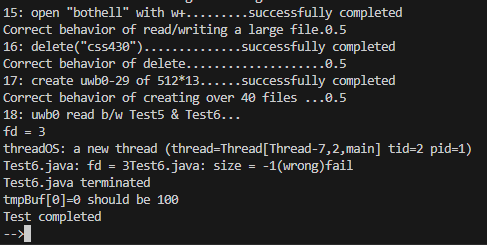 15: open "bothell" with w+.........successfully completed
Correct behavior of read/writing a large file.0.5
16: delete("css430")..............successfully completed
Correct behavior of delete....................0.5
17: create uwb0-29 of 512*13......successfully completed
Correct behavior of creating over 40 files ...0.5
18: uwb0 read b/w Test5 & Test6...
fd = 3
threadOS: a new thread (thread=Thread[Thread-7,2,main] tid=2 pid=1)
Test6.java: fd = 3Test6.java: size = -1(wrong)fail
Test6.java terminated
tmpBuf[0]=0 should be 100
Test completed
-->